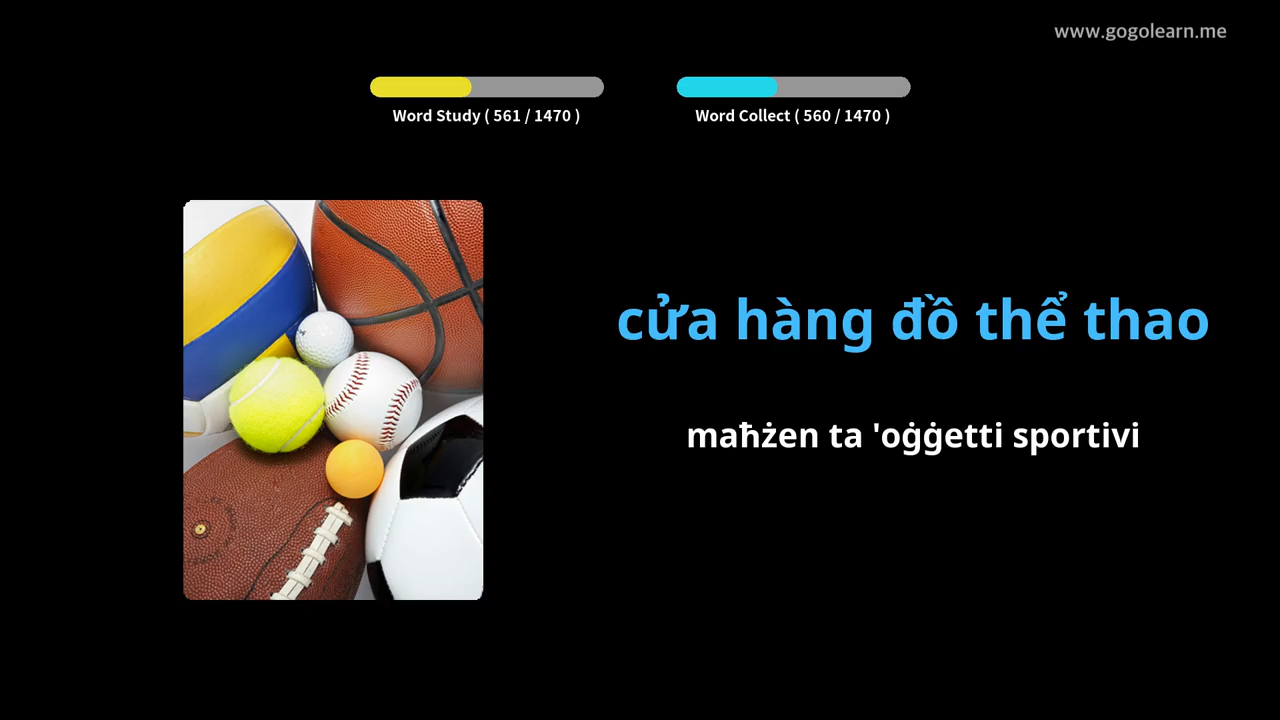 www.gogolearn.me
Word Study ( 561 / 1470 )
Word Collect ( 560 / 1470 )
cửa hàng đồ thể thao
maħżen ta 'oġġetti sportivi